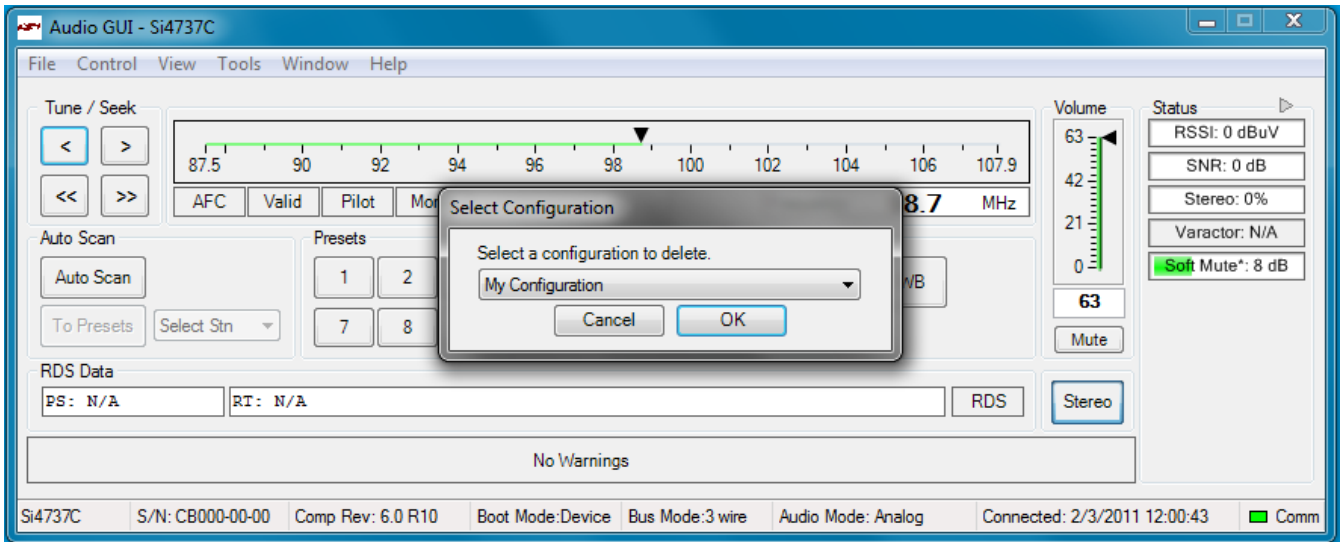 Audio GUI - Si4737C
File Control View Tools Window Help
Tune / Seek
< >
<< >>
87.5 90 92 94 96 98 100 102 104 106 107.9
AFC Valid Pilot
8.7 MHz
Volume
63
42
21
0
63
Mute
Status
RSSI: 0 dBuV
SNR: 0 dB
Stereo: 0%
Varactor: N/A
Soft Mute*: 8 dB
Auto Scan
Auto Scan
To Presets Select Stn
Presets
1 2
7 8
WB
Select Configuration
Select a configuration to delete.
My Configuration
Cancel OK
RDS Data
PS: N/A RT: N/A RDS
Stereo
No Warnings
Si4737C S/N: CB000-00-00 Comp Rev: 6.0 R10 Boot Mode:Device Bus Mode:3 wire Audio Mode: Analog Connected: 2/3/2011 12:00:43 Comm